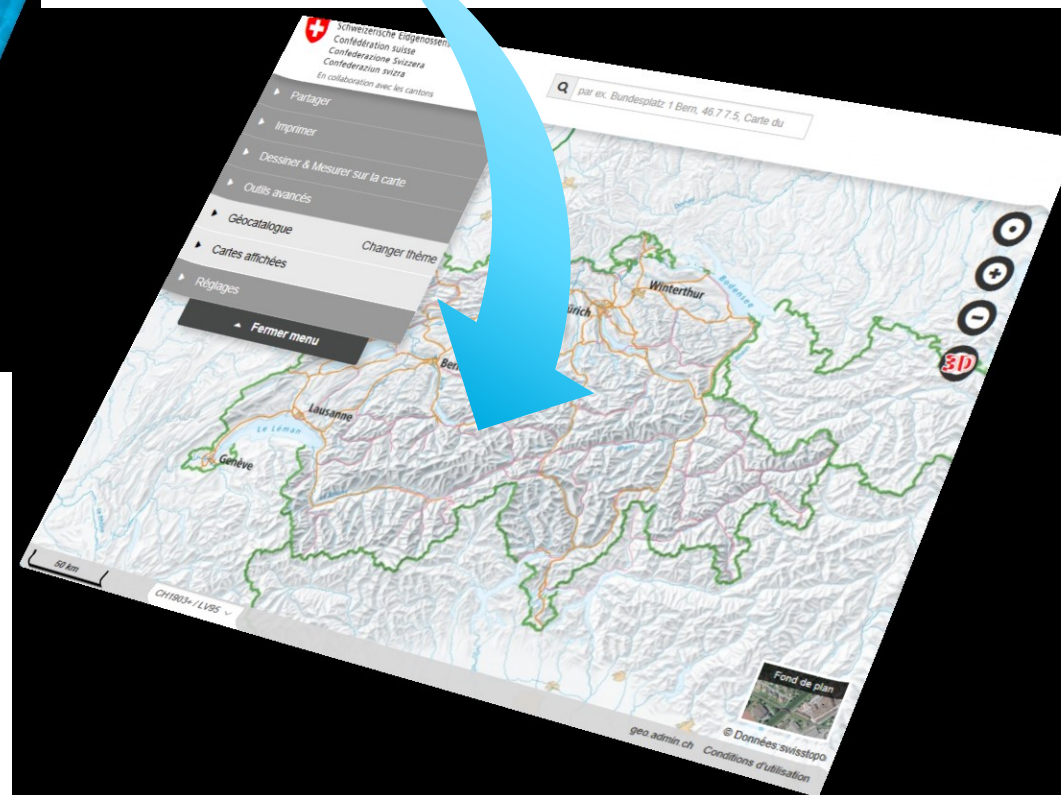 Schweizerische
Confédération suisse
Confederazione Svizzera
Confederaziun svizra
En collaboration avec les cantons
par ex. Bundesplatz 1 Bern, 46.7 7.5, Carte du
Partager
Imprimer
Dessiner & Mesurer sur la carte
Outils avancés
Géocatalogue Changer thème
Cartes affichées
Réglages
Fermer menu
3D
Bodensee
Winterthur
Lausanne
Le Léman
Genève
50 km
CH1903+ / LV95
Fond de plan
© Données:swisstopo
geo.admin.ch Conditions d'utilisation